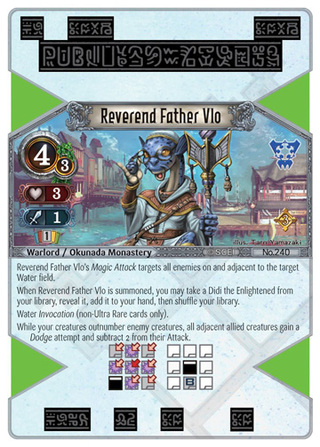 Reverend Father Vlo
4
3
3
1
1
illus. Tarro Yamazaki
Warlord / Okunada Monastery
SCEI
No.240
Reverend Father Vlo's Magic Attack targets all enemies on and adjacent to the target
Water field.
When Reverend Father Vlo is summoned, you may take a Didi the Enlightened from
your library, reveal it, add it to your hand, then shuffle your library.
Water Invocation (non-Ultra Rare cards only).
While your creatures outnumber enemy creatures, all adjacent allied creatures gain a
Dodge attempt and subtract 2 from their Attack.